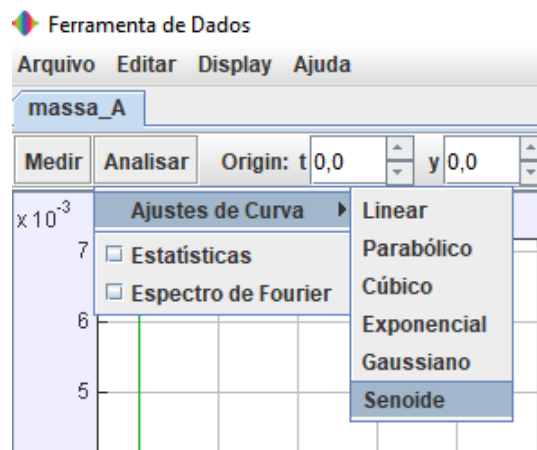 Ferramenta de Dados
Arquivo Editar Display Ajuda
massa_A
Medir Analisar Origin: t 0,0 y 0,0
x 10⁻³
Ajustes de Curva
Estatísticas
Espectro de Fourier
Linear
Parabólico
Cúbico
Exponencial
Gaussiano
Senoide
7
6
5